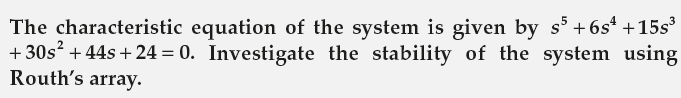 The characteristic equation of the system is given by s⁵ + 6s⁴ + 15s³
+ 30s² + 44s + 24 = 0. Investigate the stability of the system using
Routh's array.